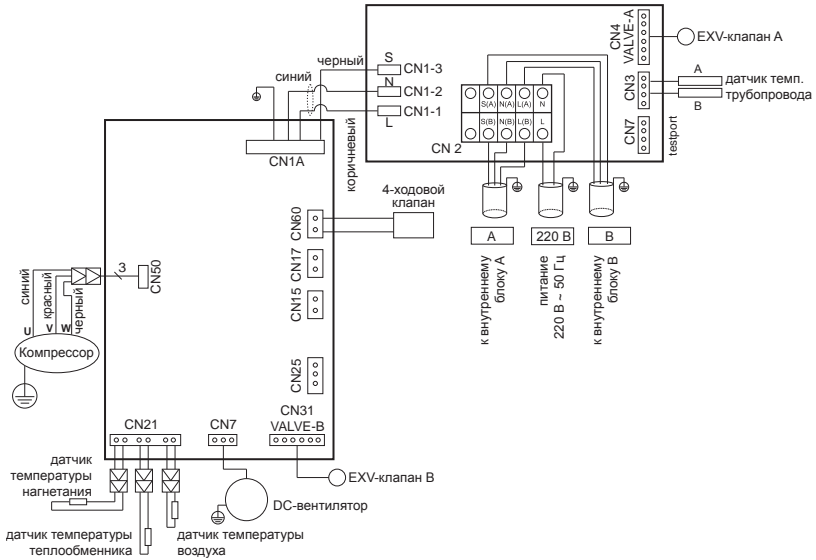 черный
синий
коричневый
S
N
L
CN1-3
CN1-2
CN1-1
CN1A
S(A)
N(A)
L(A)
N
S(B)
N(B)
L(B)
L
CN 2
CN4
VALVE-A
EXV-клапан A
CN3
A
датчик темп.
трубопровода
B
CN7
testport
A
220 В
B
к внутреннему
блоку A
питание
220 В ~ 50 Гц
к внутреннему
блоку B
CN60
4-ходовой
клапан
CN17
CN15
CN25
CN50
3
синий
красный
черный
U
V
W
Компрессор
CN21
CN7
CN31
VALVE-B
датчик
температуры
нагнетания
EXV-клапан B
DC-вентилятор
датчик температуры
теплообменника
датчик температуры
воздуха